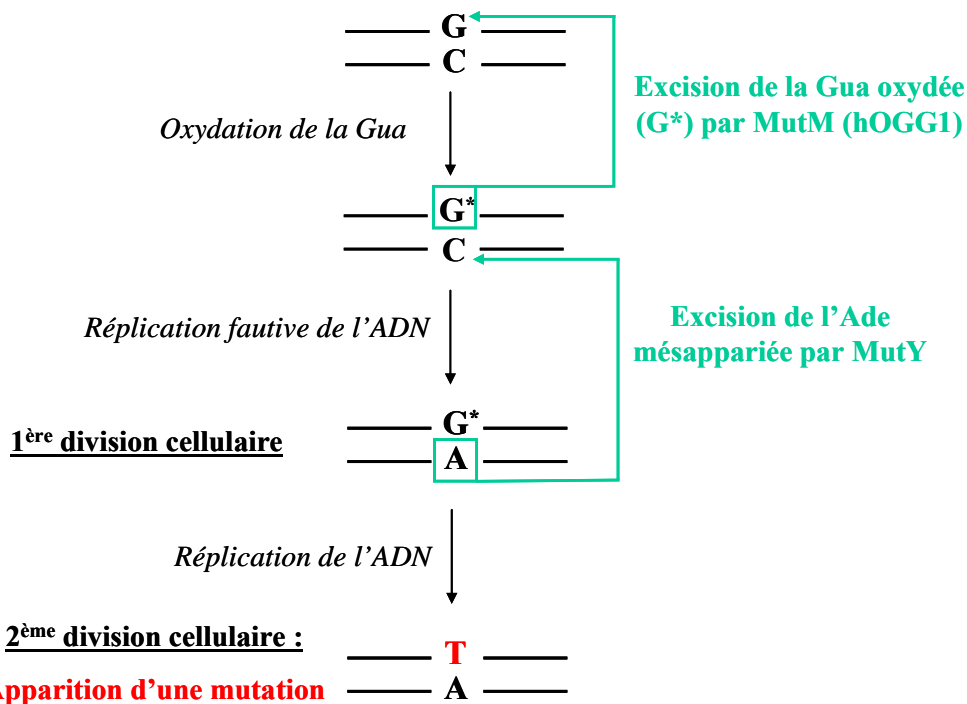 G
C
Excision de la Gua oxydée
(G*) par MutM (hOGG1)
Oxydation de la Gua
G*
C
Réplication fautive de l’ADN
Excision de l’Ade
mésappariée par MutY
1ère division cellulaire
G*
A
Réplication de l’ADN
2ème division cellulaire :
T
Apparition d’une mutation
A